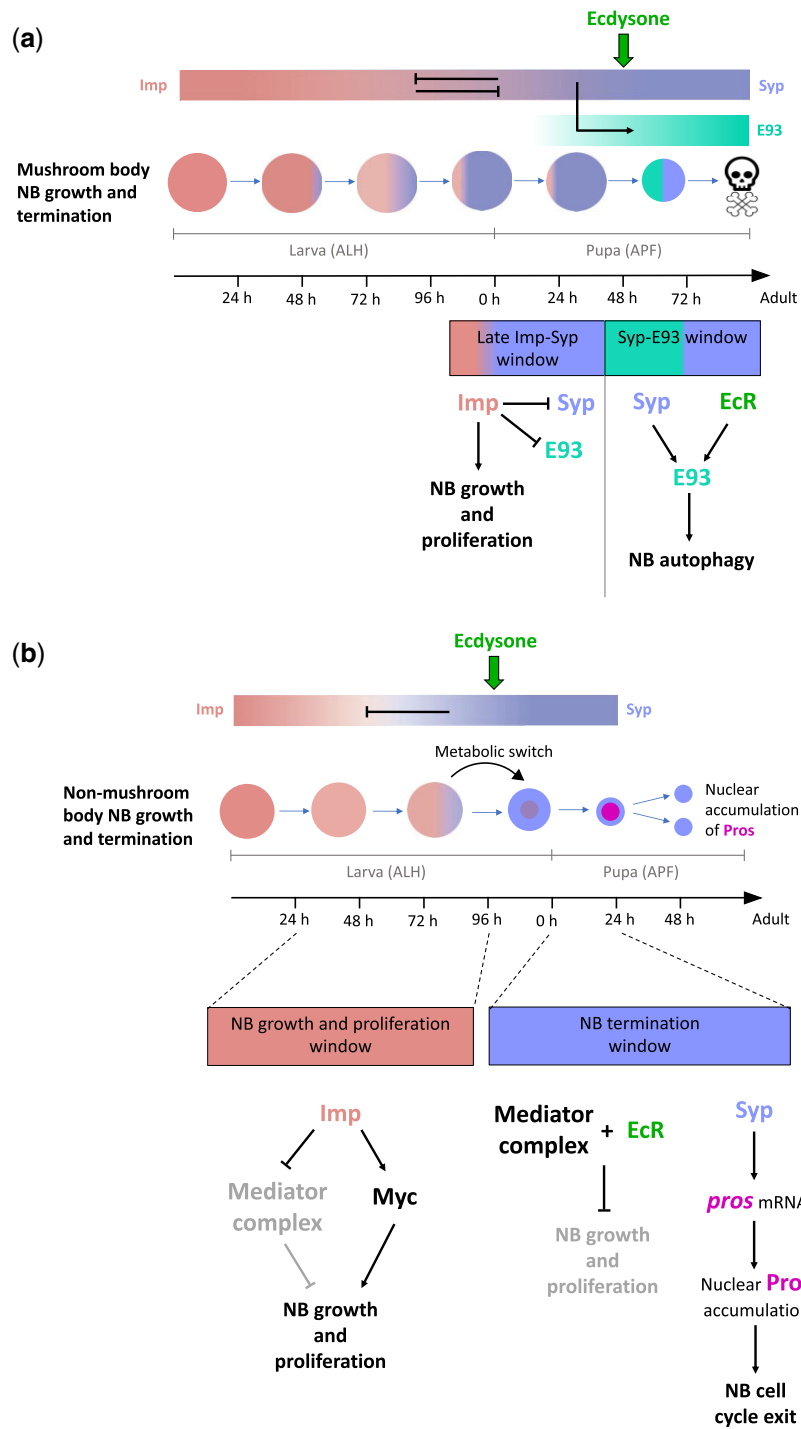 (a)
Ecdysone
Imp
Syp
E93
Mushroom body
NB growth and
termination
Larva (ALH)
Pupa (APF)
24 h
48 h
72 h
96 h
0 h
24 h
48 h
72 h
Adult
Late Imp-Syp
window
Syp-E93 window
Imp
Syp
E93
NB growth
and
proliferation
Syp
EcR
E93
NB autophagy
(b)
Ecdysone
Imp
Syp
Metabolic switch
Non-mushroom
body NB growth
and termination
Nuclear
accumulation
of Pros
Larva (ALH)
Pupa (APF)
24 h
48 h
72 h
96 h
0 h
24 h
48 h
Adult
NB growth and proliferation
window
NB termination
window
Imp
Mediator
complex
Myc
NB growth
and
proliferation
Mediator
complex + EcR
NB growth
and
proliferation
Syp
pros mRNA
Nuclear Pro
accumulatio
NB cell
cycle exit